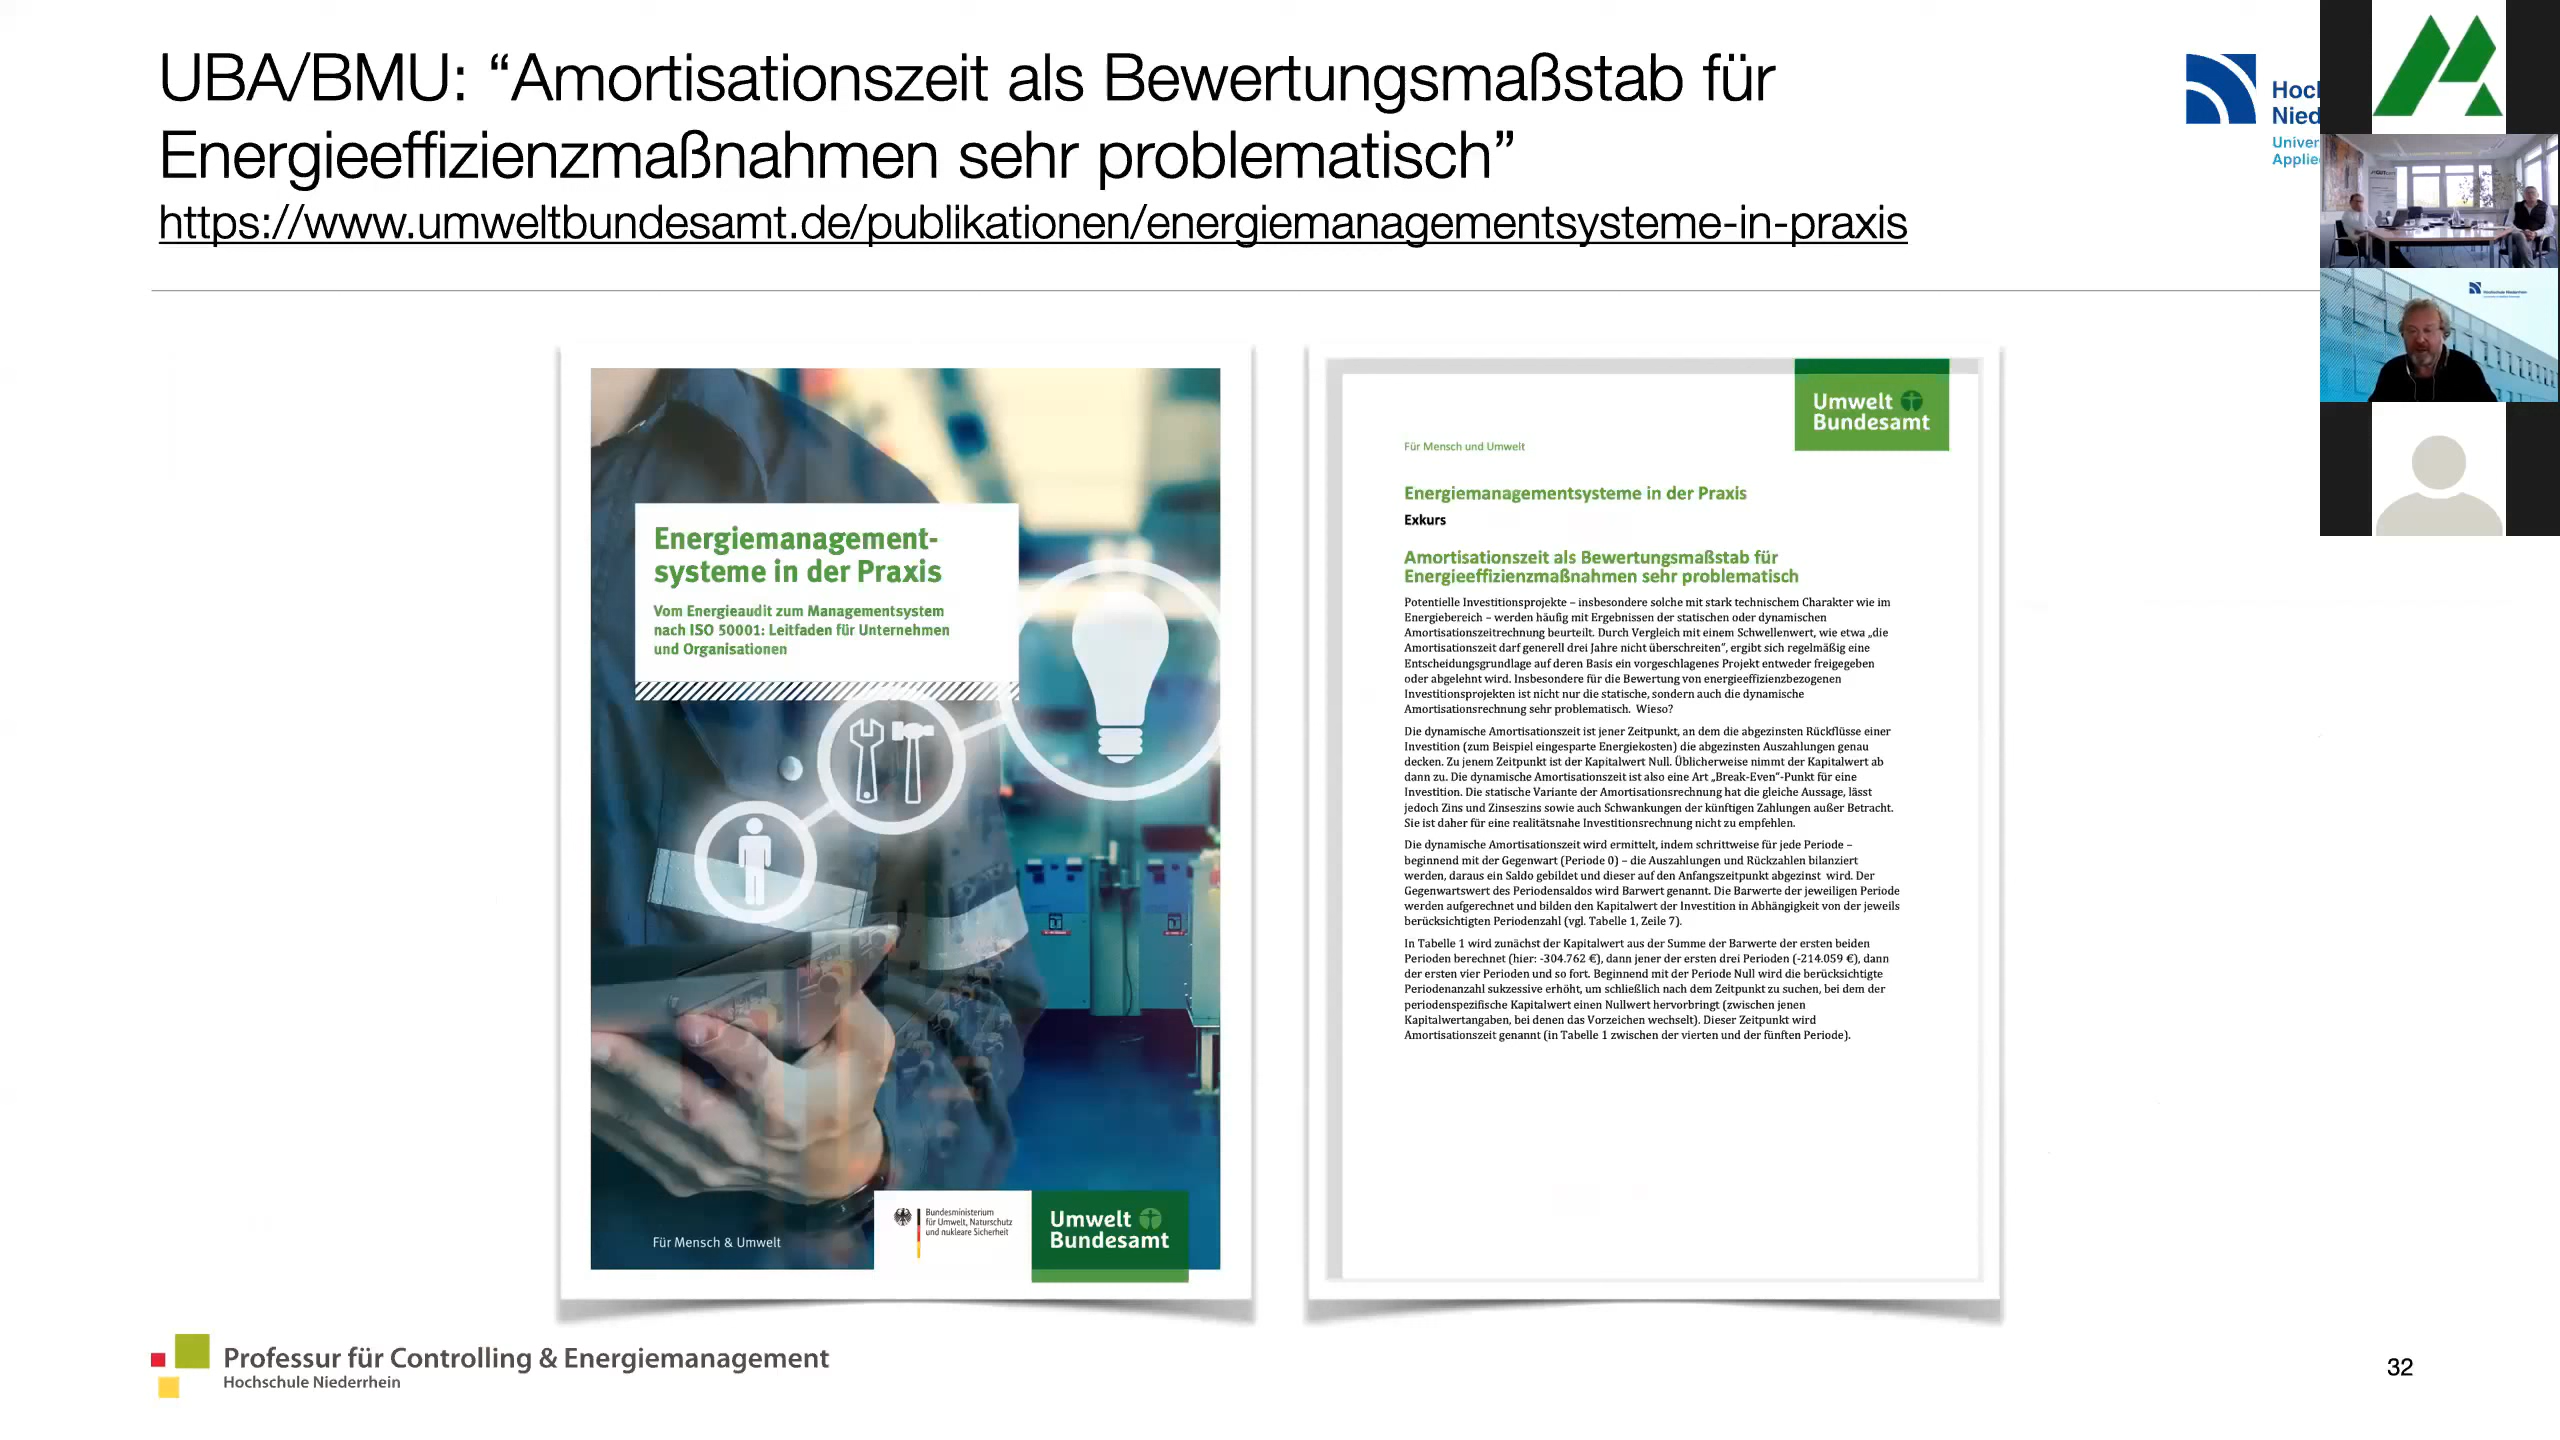 UBA/BMU: “Amortisationszeit als Bewertungsmaßstab für
Energieeffizienzmaßnahmen sehr problematisch”
https://www.umweltbundesamt.de/publikationen/energiemanagementsysteme-in-praxis
Energiemanagement-
systeme in der Praxis
Vom Energieaudit zum Managementsystem
nach ISO 50001: Leitfaden für Unternehmen
und Organisationen
Für Mensch & Umwelt
Bundesministerium
für Umwelt, Naturschutz
und nukleare Sicherheit
Umwelt
Bundesamt
Umwelt
Bundesamt
Für Mensch und Umwelt
Energiemanagementsysteme in der Praxis
Exkurs
Amortisationszeit als Bewertungsmaßstab für
Energieeffizienzmaßnahmen sehr problematisch
Potentielle Investitionsprojekte – insbesondere solche mit stark technischem Charakter wie im
Energiebereich – werden häufig mit Ergebnissen der statischen oder dynamischen
Amortisationszeitrechnung beurteilt. Durch Vergleich mit einem Schwellenwert, wie etwa „die
Amortisationszeit darf generell drei Jahre nicht überschreiten“, ergibt sich regelmäßig eine
Entscheidungsgrundlage auf deren Basis ein vorgeschlagenes Projekt entweder freigegeben
oder abgelehnt wird. Insbesondere für die Bewertung von energieeffizienzbezogenen
Investitionsprojekten ist nicht nur die statische, sondern auch die dynamische
Amortisationsrechnung sehr problematisch. Wieso?
Die dynamische Amortisationszeit ist jener Zeitpunkt, an dem die abgezinsten Rückflüsse einer
Investition (zum Beispiel eingesparte Energiekosten) die abgezinsten Auszahlungen genau
decken. Zu jenem Zeitpunkt ist der Kapitalwert Null. Üblicherweise nimmt der Kapitalwert ab
dann zu. Die dynamische Amortisationszeit ist also eine Art „Break-Even“-Punkt für eine
Investition. Die statische Variante der Amortisationsrechnung hat die gleiche Aussage, lässt
jedoch Zins und Zinseszins sowie auch Schwankungen der künftigen Zahlungen außer Betracht.
Sie ist daher für eine realitätsnahe Investitionsrechnung nicht zu empfehlen.
Die dynamische Amortisationszeit wird ermittelt, indem schrittweise für jede Periode –
beginnend mit der Gegenwart (Periode 0) – die Auszahlungen und Rückzahlen bilanziert
werden, daraus ein Saldo gebildet und dieser auf den Anfangszeitpunkt abgezinst wird. Der
Gegenwartswert des Periodensaldos wird Barwert genannt. Die Barwerte der jeweiligen Periode
werden aufgerechnet und bilden den Kapitalwert der Investition in Abhängigkeit von der jeweils
berücksichtigten Periodenzahl (vgl. Tabelle 1, Zeile 7).
In Tabelle 1 wird zunächst der Kapitalwert aus der Summe der Barwerte der ersten beiden
Perioden berechnet (hier: -304.762 €), dann jener der ersten drei Perioden (-214.059 €), dann
der ersten vier Perioden und so fort. Beginnend mit der Periode Null wird die berücksichtigte
Periodenanzahl sukzessive erhöht, um schließlich nach dem Zeitpunkt zu suchen, bei dem der
periodenspezifische Kapitalwert einen Nullwert hervorbringt (zwischen jenen
Kapitalwertangaben, bei denen das Vorzeichen wechselt). Dieser Zeitpunkt wird
Amortisationszeit genannt (in Tabelle 1 zwischen der vierten und der fünften Periode).
Professur für Controlling & Energiemanagement
Hochschule Niederrhein
32